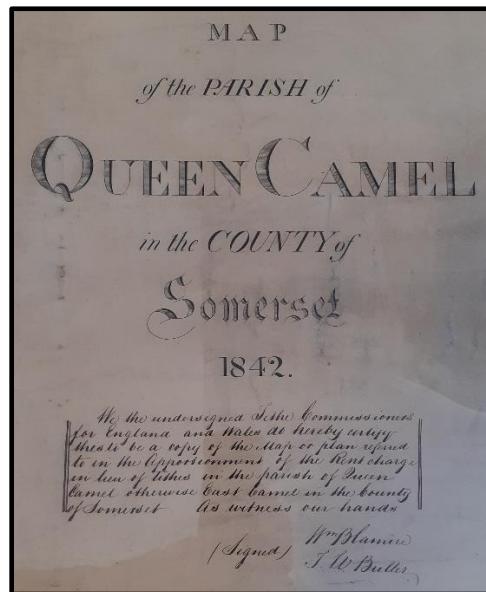 MAP
of the PARISH of
QUEEN CAMEL
in the COUNTY of
Somerset
1842.
We the undersigned Tithe Commissioners
for England and Wales do hereby certify
this to be a copy of the Map or plan referred
to in the Apportionment of the Rent charge
in lieu of tithes in the parish of Queen
Camel otherwise East Camel in the County
of Somerset As witness our hands
(Signed) Wm Blamire
T. W. Buller